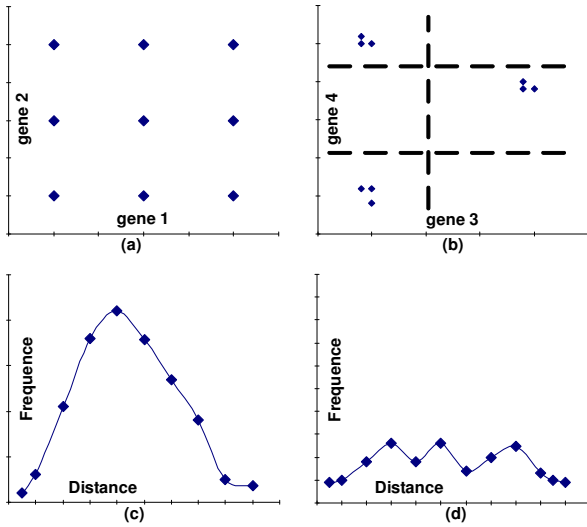 gene 2
gene 1
(a)
gene 4
gene 3
(b)
Frequence
Distance
(c)
Frequence
Distance
(d)